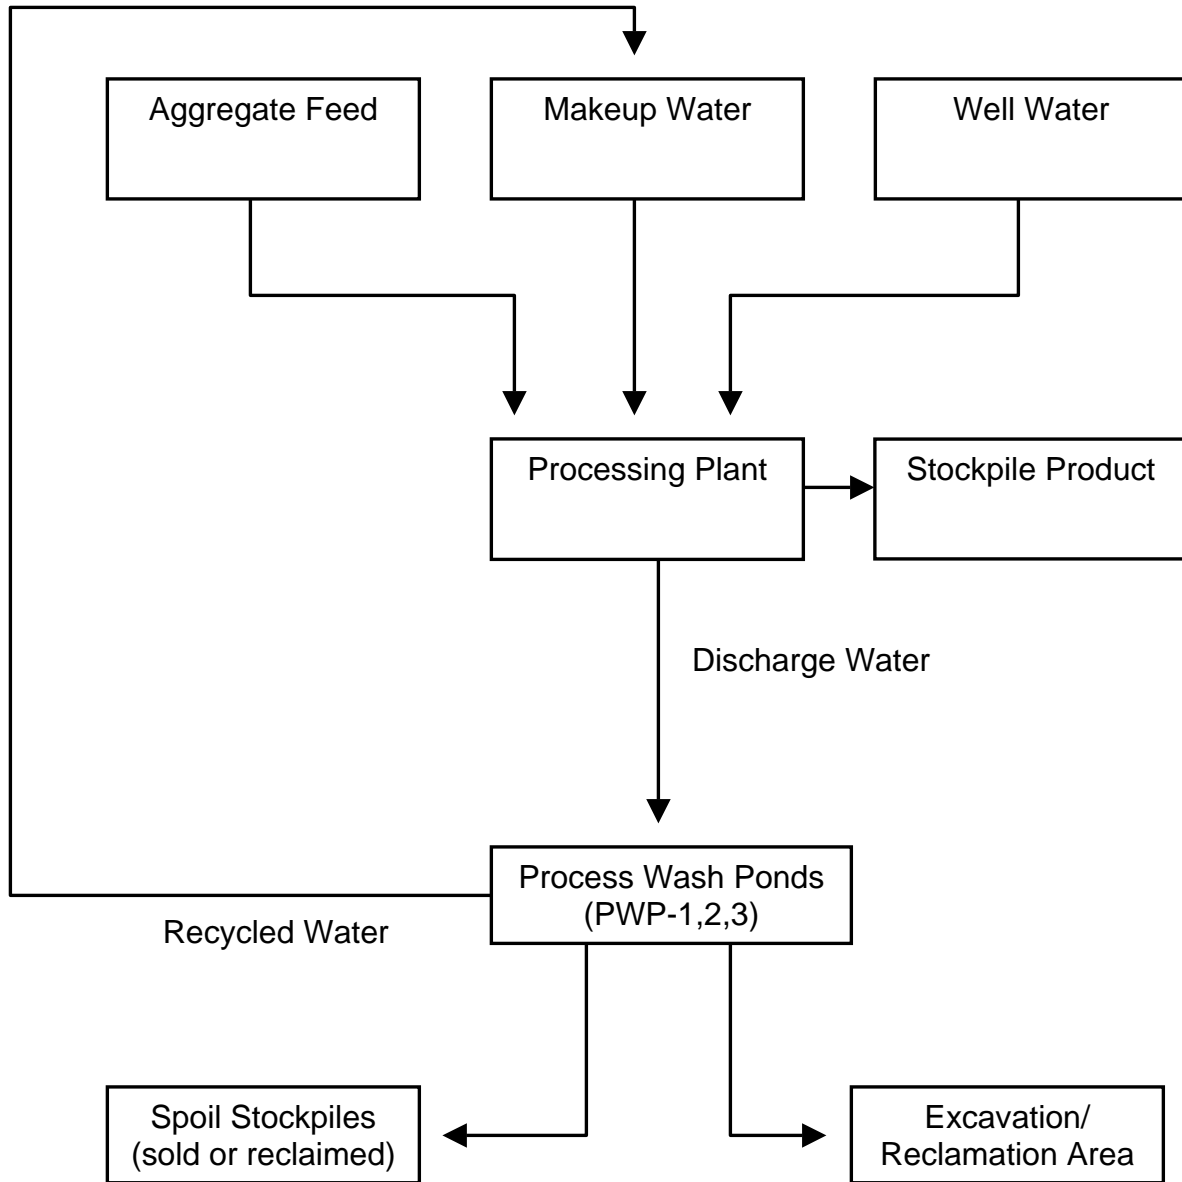 Aggregate Feed
Makeup Water
Well Water
Processing Plant
Stockpile Product
Discharge Water
Process Wash Ponds
(PWP-1,2,3)
Recycled Water
Spoil Stockpiles
(sold or reclaimed)
Excavation/
Reclamation Area